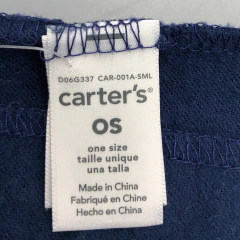 D06G337 CAR-001A-SML
carter's
OS
one size
taille unique
una talla
Made in China
Fabriqué en Chine
Hecho en China